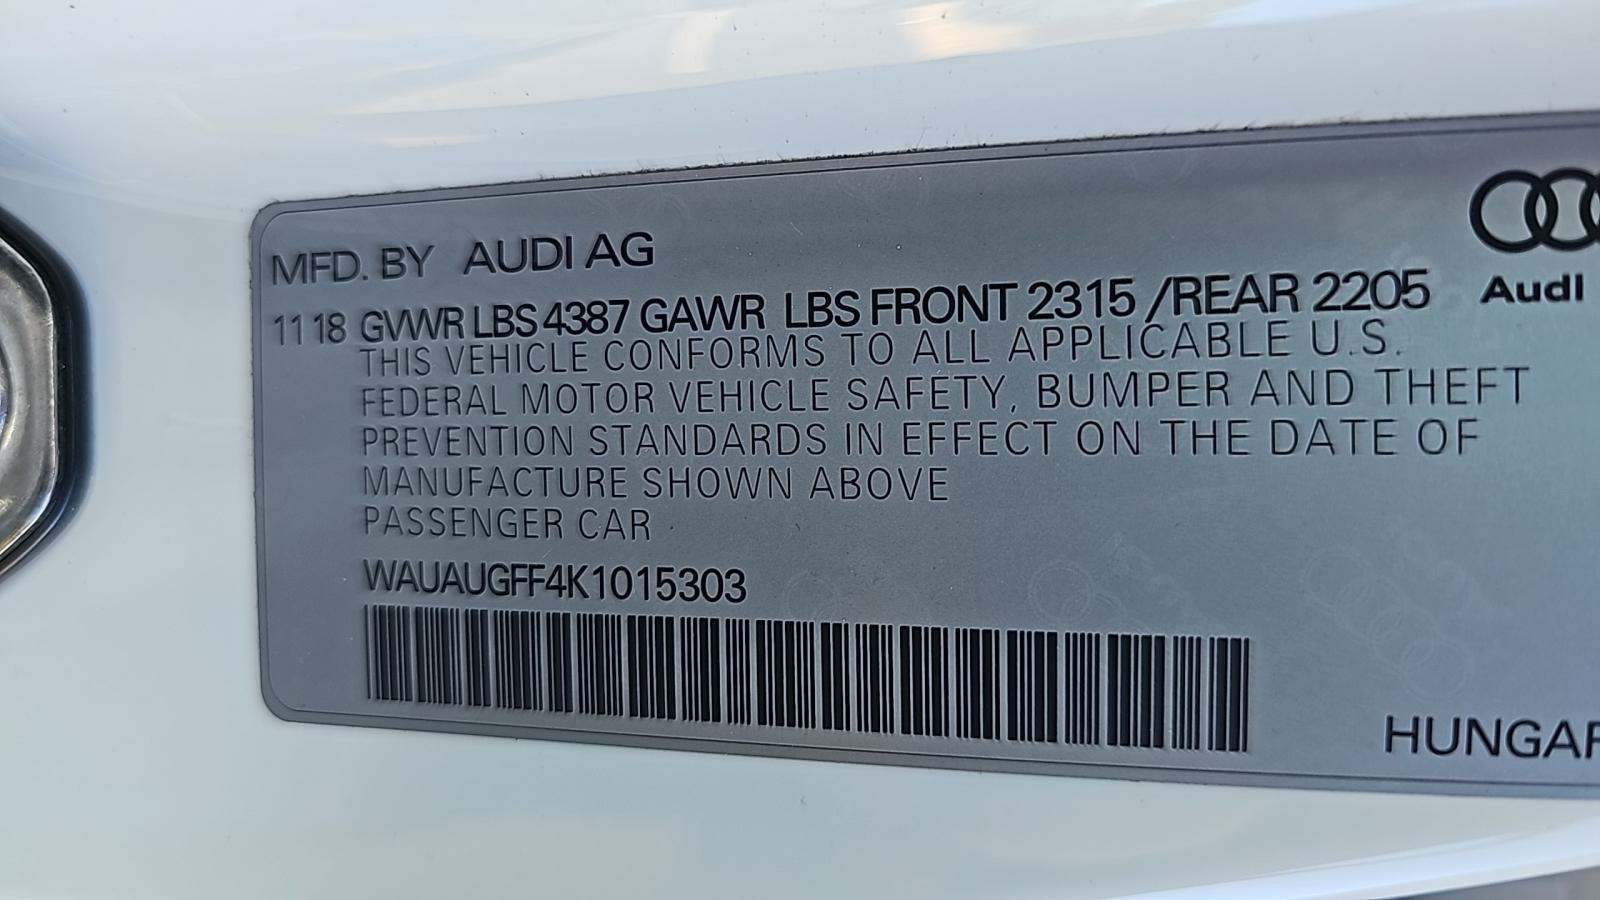 MFD. BY AUDI AG
11 18 GVWR LBS 4387 GAWR LBS FRONT 2315 /REAR 2205
Audi
THIS VEHICLE CONFORMS TO ALL APPLICABLE U.S.
FEDERAL MOTOR VEHICLE SAFETY, BUMPER AND THEFT
PREVENTION STANDARDS IN EFFECT ON THE DATE OF
MANUFACTURE SHOWN ABOVE
PASSENGER CAR
WAUAUGFF4K1015303